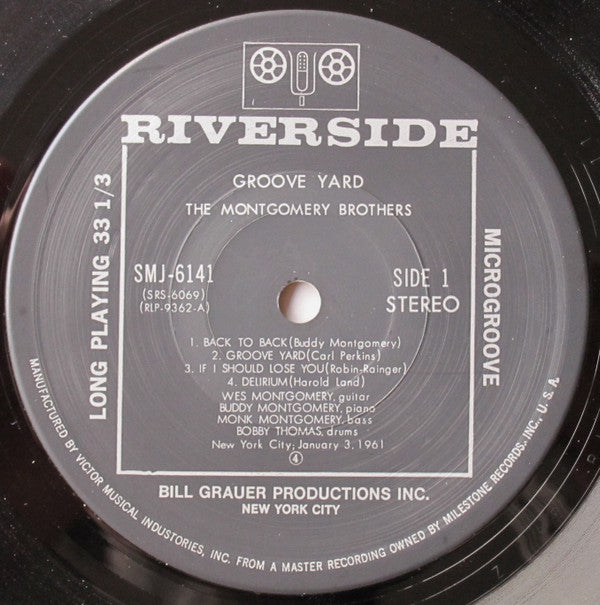 RIVERSIDE
GROOVE YARD
THE MONTGOMERY BROTHERS
LONG PLAYING 33 1/3
MICROGROOVE
SMJ-6141
(SRS-6069)
(RLP-9362-A)
SIDE 1
STEREO
1. BACK TO BACK(Buddy Montgomery)
2. GROOVE YARD(Carl Perkins)
3. IF I SHOULD LOSE YOU(Robin-Rainger)
4. DELIRIUM(Harold Land)
WES MONTGOMERY, guitar
BUDDY MONTGOMERY, piano
MONK MONTGOMERY, bass
BOBBY THOMAS, drums
New York City; January 3, 1961
4
BILL GRAUER PRODUCTIONS INC.
NEW YORK CITY
MANUFACTURED BY VICTOR MUSICAL INDUSTORIES, INC. FROM A MASTER RECORDING OWNED BY MILESTONE RECORDS, INC., U.S.A.